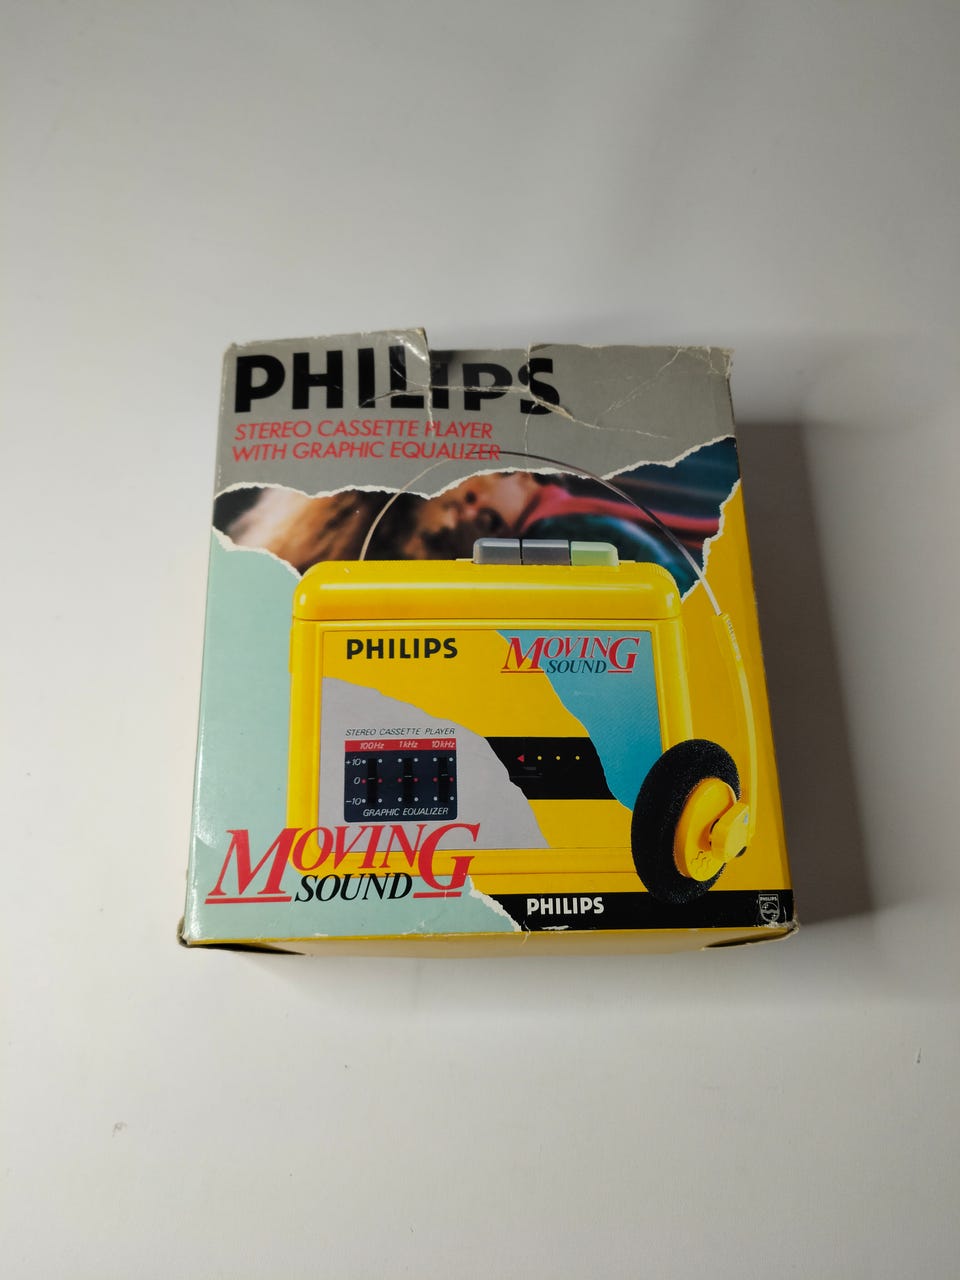 PHILIPS
STEREO CASSETTE PLAYER
WITH GRAPHIC EQUALIZER
PHILIPS
MOVING
SOUND
STEREO CASSETTE PLAYER
100Hz 1kHz 10kHz
+10
0
-10
GRAPHIC EQUALIZER
MOVING
SOUND
PHILIPS
PHILIPS